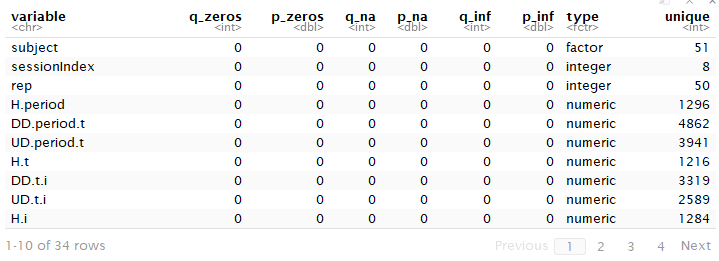 variable q_zeros p_zeros q_na p_na q_inf p_inf type unique
<chr> <int> <dbl> <int> <dbl> <int> <dbl> <fctr> <int>
subject 0 0 0 0 0 0 factor 51
sessionIndex 0 0 0 0 0 0 integer 8
rep 0 0 0 0 0 0 integer 50
H.period 0 0 0 0 0 0 numeric 1296
DD.period.t 0 0 0 0 0 0 numeric 4862
UD.period.t 0 0 0 0 0 0 numeric 3941
H.t 0 0 0 0 0 0 numeric 1216
DD.t.i 0 0 0 0 0 0 numeric 3319
UD.t.i 0 0 0 0 0 0 numeric 2589
H.i 0 0 0 0 0 0 numeric 1284
1-10 of 34 rows Previous 1 2 3 4 Next